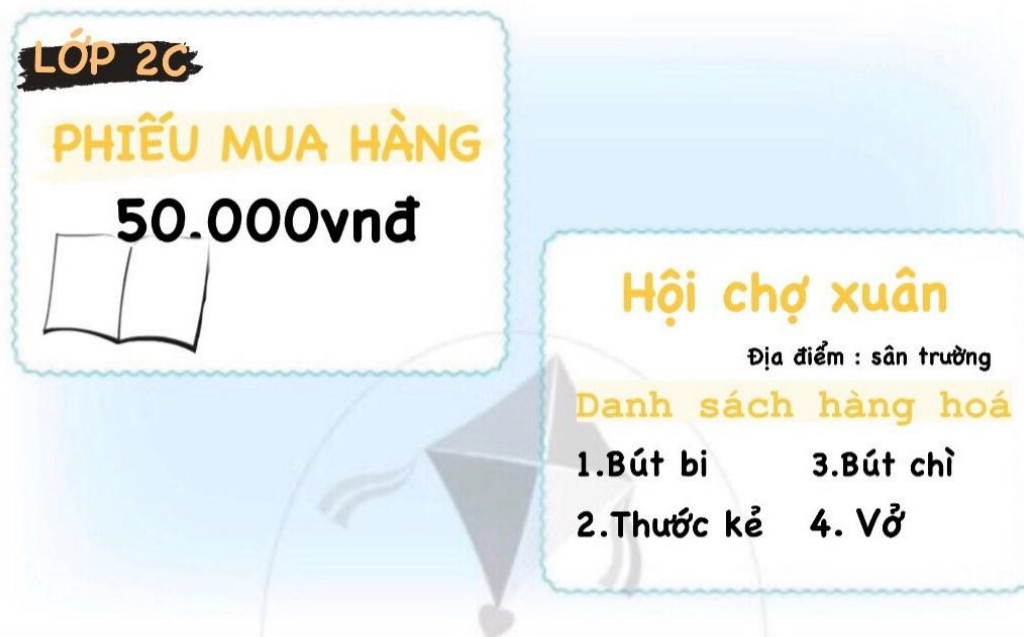 LỚP 2C
PHIẾU MUA HÀNG
50.000vnđ
Hội chợ xuân
Địa điểm : sân trường
Danh sách hàng hoá
1.Bút bi 3.Bút chì
2.Thước kẻ 4. Vở